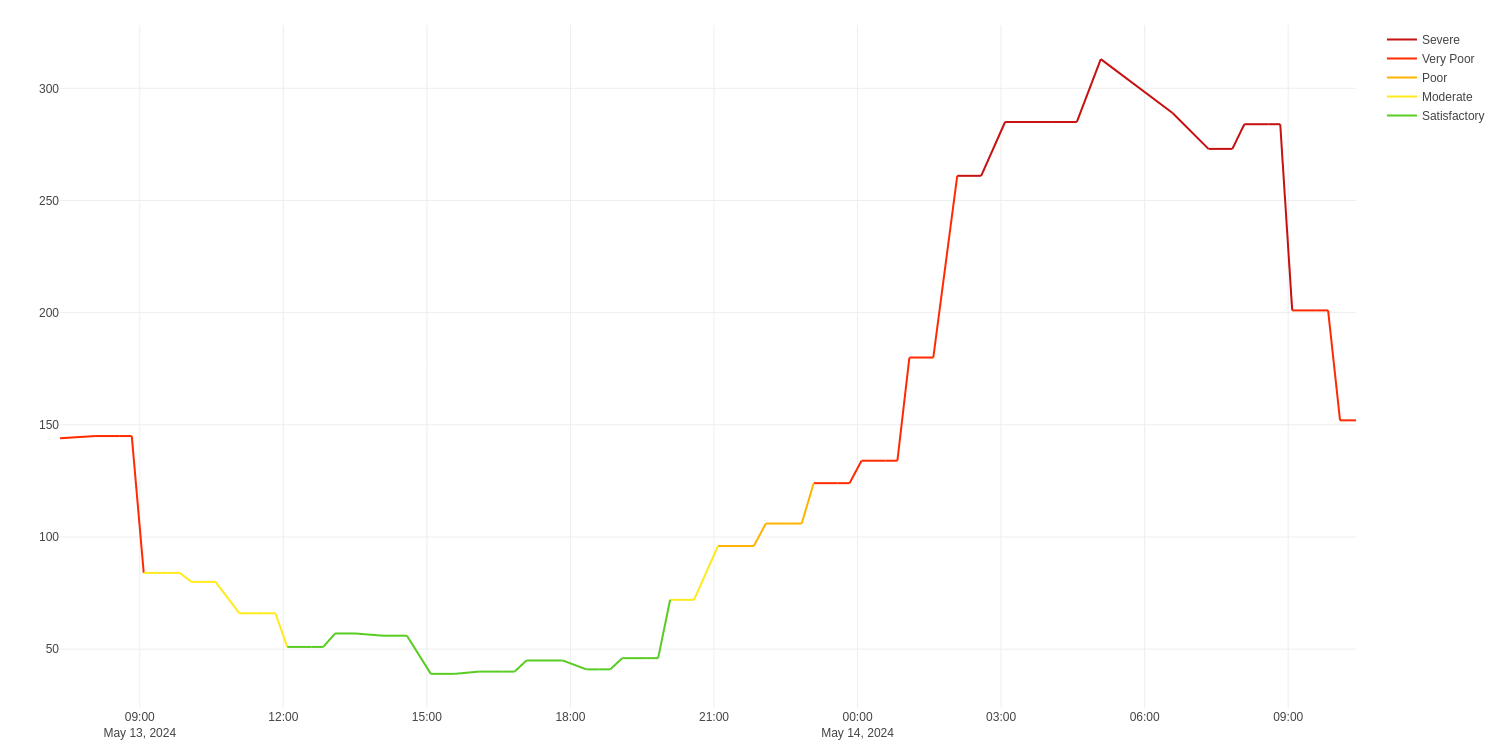 300
250
200
150
100
50
09:00
May 13, 2024
12:00
15:00
18:00
21:00
00:00
May 14, 2024
03:00
06:00
09:00
Severe
Very Poor
Poor
Moderate
Satisfactory